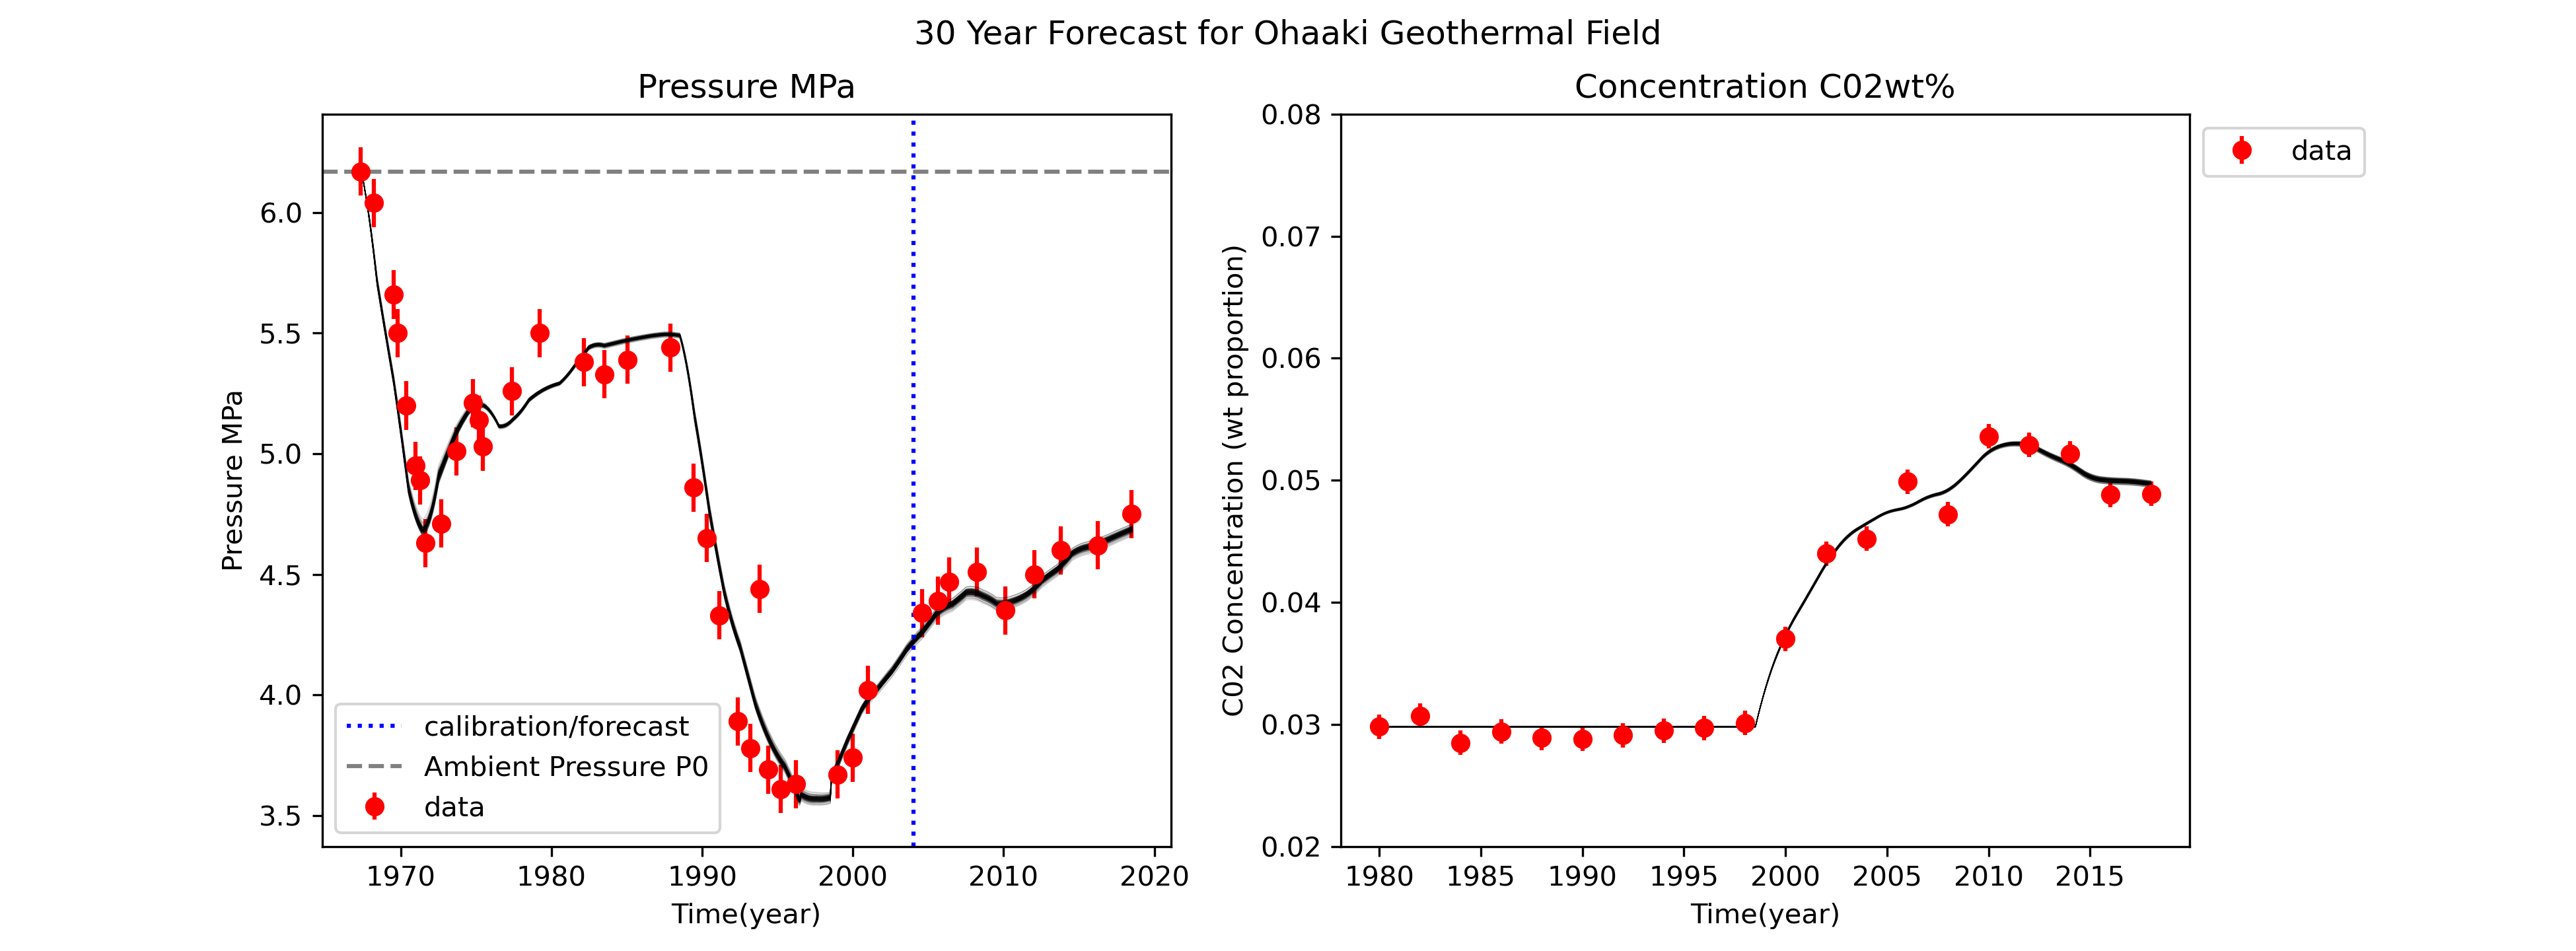 30 Year Forecast for Ohaaki Geothermal Field
Pressure MPa
Pressure MPa
6.0
5.5
5.0
4.5
4.0
3.5
calibration/forecast
Ambient Pressure P0
data
1970 1980 1990 2000 2010 2020
Time(year)
Concentration C02wt%
C02 Concentration (wt proportion)
0.08
0.07
0.06
0.05
0.04
0.03
0.02
1980 1985 1990 1995 2000 2005 2010 2015
Time(year)
data